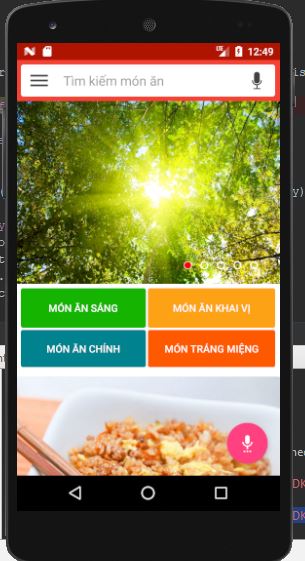 12:49
Tìm kiếm món ăn
MÓN ĂN SÁNG
MÓN ĂN KHAI VỊ
MÓN ĂN CHÍNH
MÓN TRÁNG MIỆNG